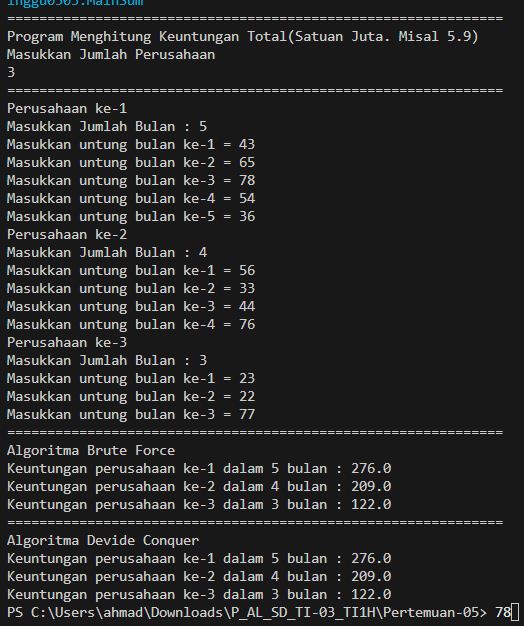 inggu0505.MainSum
===============================================================
Program Menghitung Keuntungan Total(Satuan Juta. Misal 5.9)
Masukkan Jumlah Perusahaan
3
===============================================================
Perusahaan ke-1
Masukkan Jumlah Bulan : 5
Masukkan untung bulan ke-1 = 43
Masukkan untung bulan ke-2 = 65
Masukkan untung bulan ke-3 = 78
Masukkan untung bulan ke-4 = 54
Masukkan untung bulan ke-5 = 36
Perusahaan ke-2
Masukkan Jumlah Bulan : 4
Masukkan untung bulan ke-1 = 56
Masukkan untung bulan ke-2 = 33
Masukkan untung bulan ke-3 = 44
Masukkan untung bulan ke-4 = 76
Perusahaan ke-3
Masukkan Jumlah Bulan : 3
Masukkan untung bulan ke-1 = 23
Masukkan untung bulan ke-2 = 22
Masukkan untung bulan ke-3 = 77
===============================================================
Algoritma Brute Force
Keuntungan perusahaan ke-1 dalam 5 bulan : 276.0
Keuntungan perusahaan ke-2 dalam 4 bulan : 209.0
Keuntungan perusahaan ke-3 dalam 3 bulan : 122.0
===============================================================
Algoritma Devide Conquer
Keuntungan perusahaan ke-1 dalam 5 bulan : 276.0
Keuntungan perusahaan ke-2 dalam 4 bulan : 209.0
Keuntungan perusahaan ke-3 dalam 3 bulan : 122.0
PS C:\Users\ahmad\Downloads\P_AL_SD_TI-03_TI1H\Pertemuan-05> 78